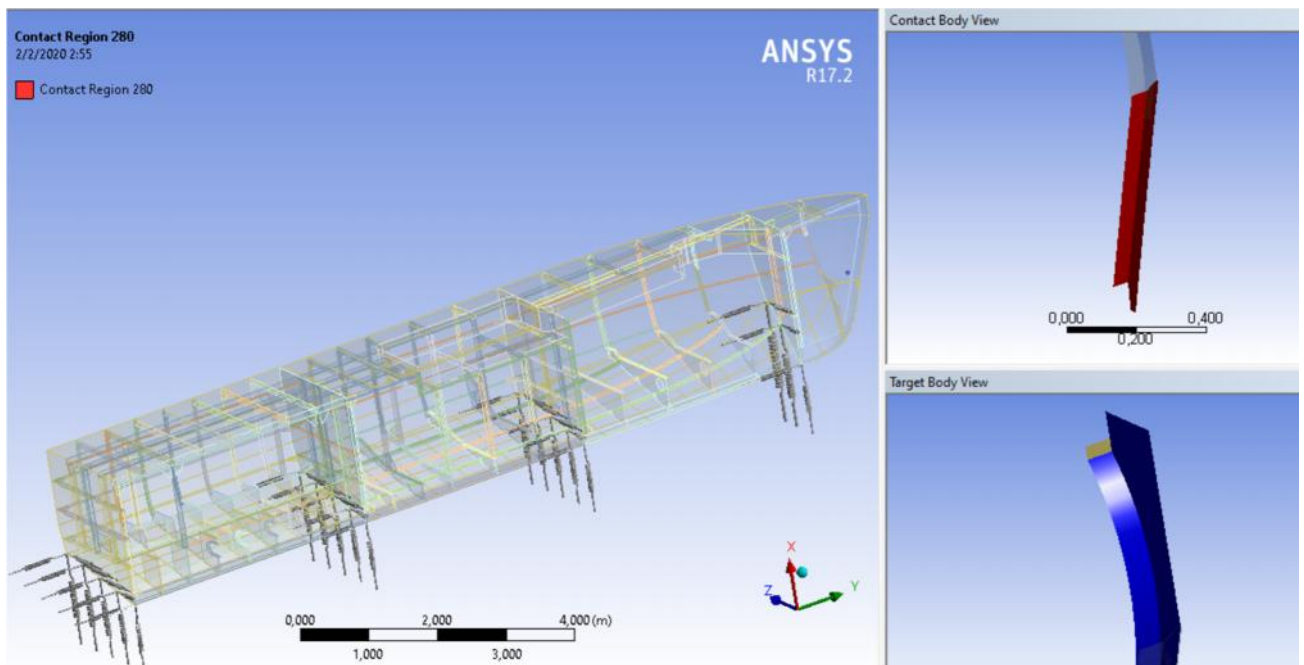 Contact Region 280
2/2/2020 2:55
Contact Region 280
ANSYS
R17.2
0,000 2,000 4,000 (m)
1,000 3,000
X
Y
Z
Contact Body View
0,000 0,400
0,200
Target Body View